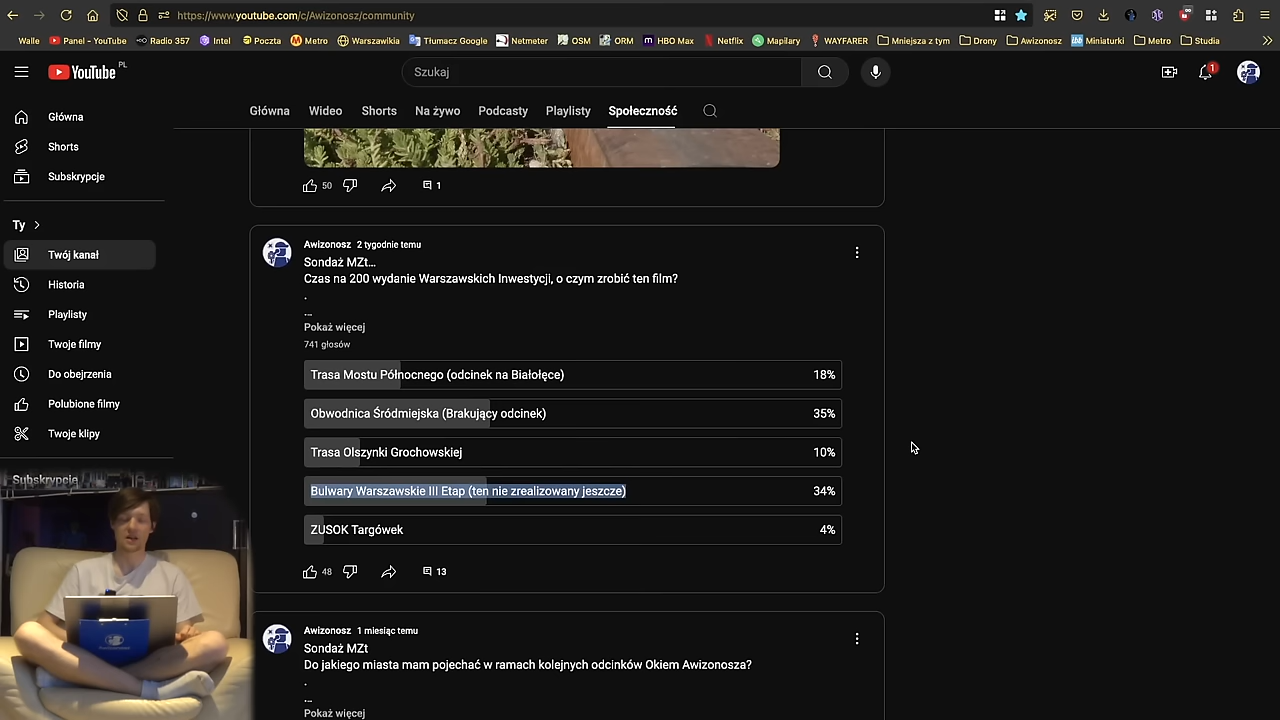 https://www.youtube.com/c/Awizonosz/community
Walle Panel - YouTube Radio 357 Intel Poczta Metro Warszawikia Tłumacz Google Netmeter OSM ORM HBO Max Netflix Mapilary WAYFARER Mniejsza z tym Drony Awizonosz Miniaturki Metro Studia
YouTube PL
Szukaj
1
Główna Wideo Shorts Na żywo Podcasty Playlisty Społeczność
Główna
Shorts
Subskrypcje
Ty
Twój kanał
Historia
Playlisty
Twoje filmy
Do obejrzenia
Polubione filmy
Twoje klipy
Subskrypcje
50 1
Awizonosz 2 tygodnie temu
Sondaż MZt...
Czas na 200 wydanie Warszawskich Inwestycji, o czym zrobić ten film?
.
...
Pokaż więcej
741 głosów
Trasa Mostu Północnego (odcinek na Białołęce) 18%
Obwodnica Śródmiejska (Brakujący odcinek) 35%
Trasa Olszynki Grochowskiej 10%
Bulwary Warszawskie III Etap (ten nie zrealizowany jeszcze) 34%
ZUSOK Targówek 4%
48 13
Awizonosz 1 miesiąc temu
Sondaż MZt
Do jakiego miasta mam pojechać w ramach kolejnych odcinków Okiem Awizonosza?
.
...
Pokaż więcej